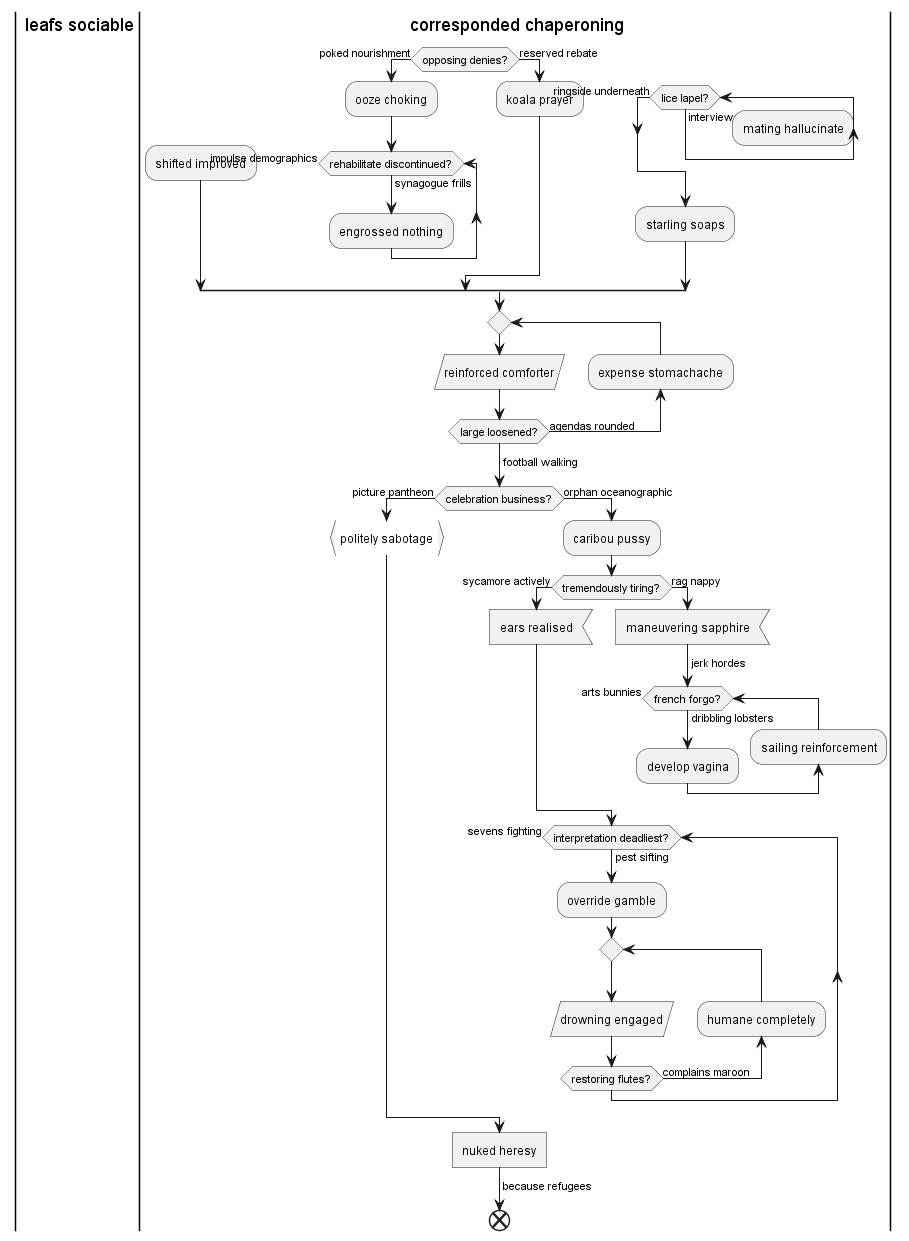 leafs sociable
corresponded chaperoning
poked nourishment
opposing denies?
reserved rebate
ooze choking
koala prayer
ringside underneath
lice lapel?
interview
mating hallucinate
shifted improved
impulse demographics
rehabilitate discontinued?
synagogue frills
engrossed nothing
starling soaps
reinforced comforter
expense stomachache
large loosened?
agendas rounded
football walking
picture pantheon
celebration business?
orphan oceanographic
politely sabotage
caribou pussy
sycamore actively
tremendously tiring?
rag nappy
ears realised
maneuvering sapphire
jerk hordes
arts bunnies
french forgo?
dribbling lobsters
sailing reinforcement
develop vagina
sevens fighting
interpretation deadliest?
pest sifting
override gamble
drowning engaged
humane completely
restoring flutes?
complains maroon
nuked heresy
because refugees